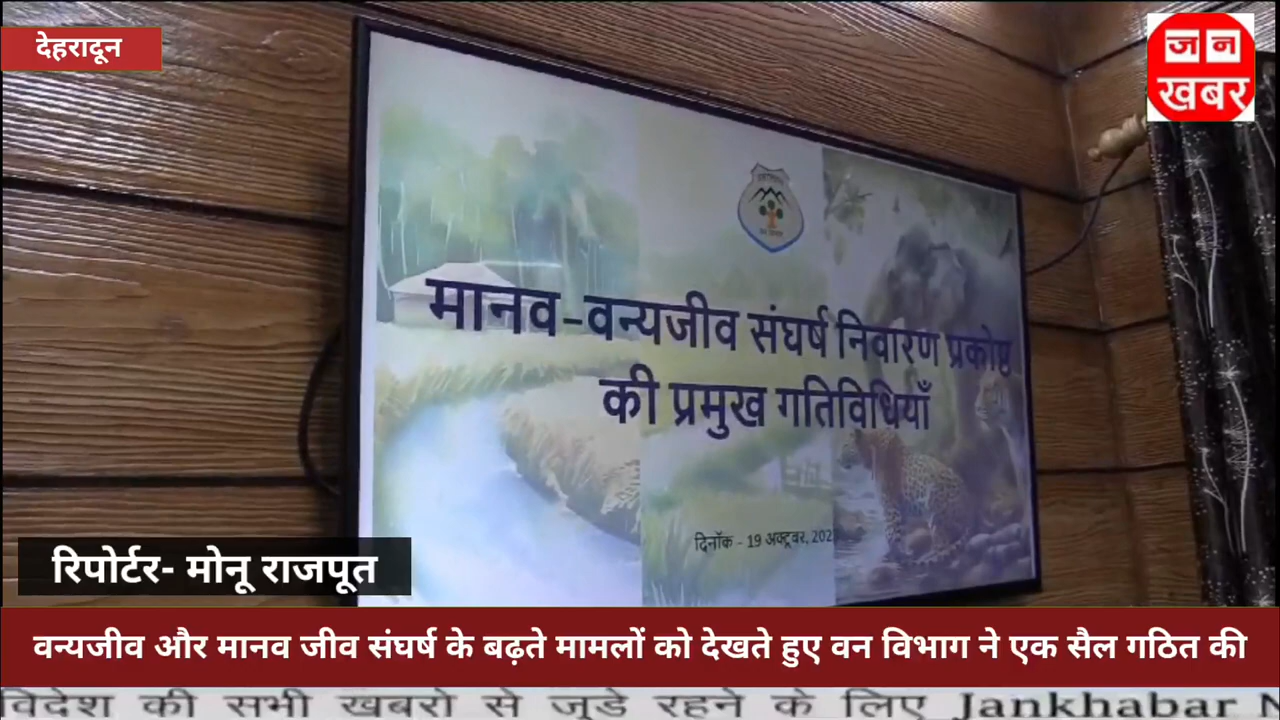 देहरादून
जन
खबर
मानव-वन्यजीव संघर्ष निवारण प्रकोष्ठ
की प्रमुख गतिविधियाँ
दिनाँक - 19 अक्टूबर, 202
रिपोर्टर- मोनू राजपूत
वन्यजीव और मानव जीव संघर्ष के बढ़ते मामलों को देखते हुए वन विभाग ने एक सैल गठित की
विदेश की सभी खबरो से जुडे रहने के लिए Jankhabar N